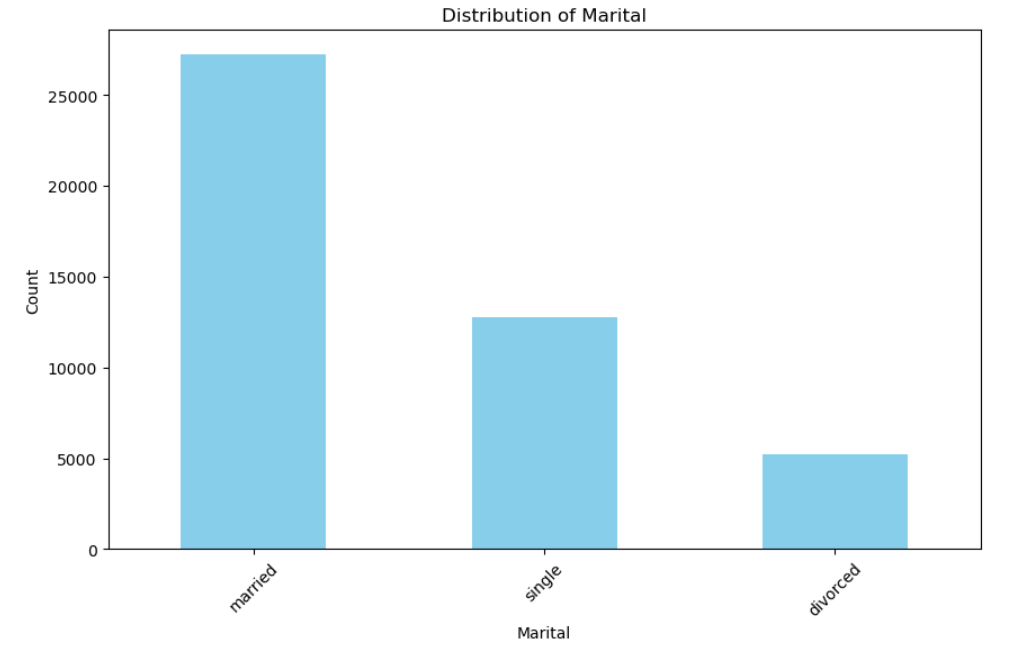 Distribution of Marital
Count
25000
20000
15000
10000
5000
0
married
single
divorced
Marital